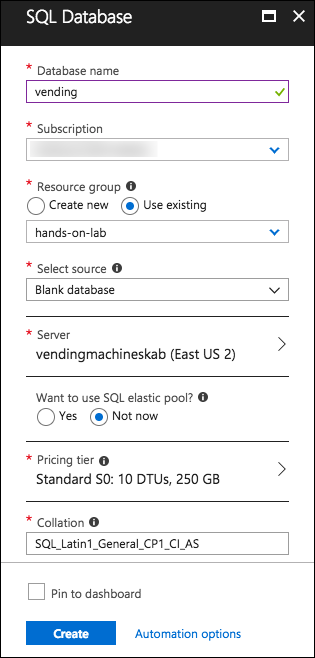 SQL Database
* Database name
vending
* Subscription
* Resource group
Create new Use existing
hands-on-lab
* Select source
Blank database
* Server
vendingmachineskab (East US 2)
Want to use SQL elastic pool?
Yes Not now
* Pricing tier
Standard S0: 10 DTUs, 250 GB
* Collation
SQL_Latin1_General_CP1_CI_AS
Pin to dashboard
Create Automation options